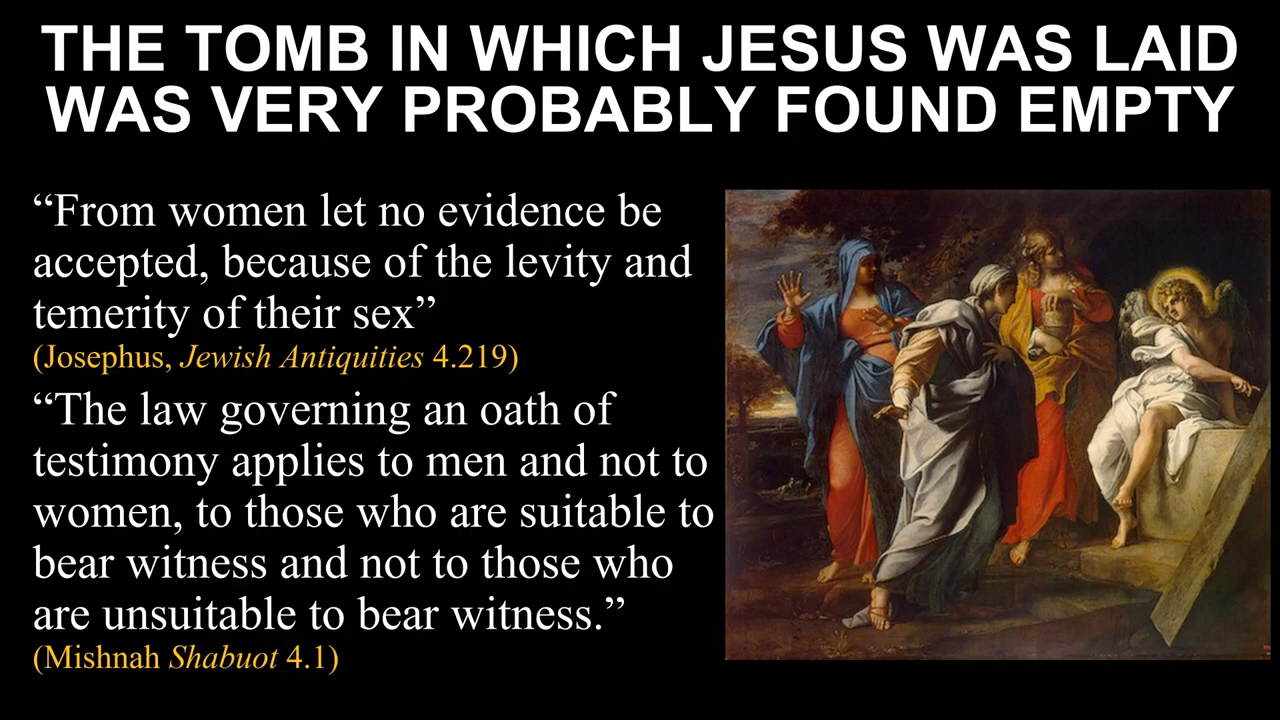 THE TOMB IN WHICH JESUS WAS LAID
WAS VERY PROBABLY FOUND EMPTY
“From women let no evidence be
accepted, because of the levity and
temerity of their sex”
(Josephus, Jewish Antiquities 4.219)
“The law governing an oath of
testimony applies to men and not to
women, to those who are suitable to
bear witness and not to those who
are unsuitable to bear witness.”
(Mishnah Shabuot 4.1)